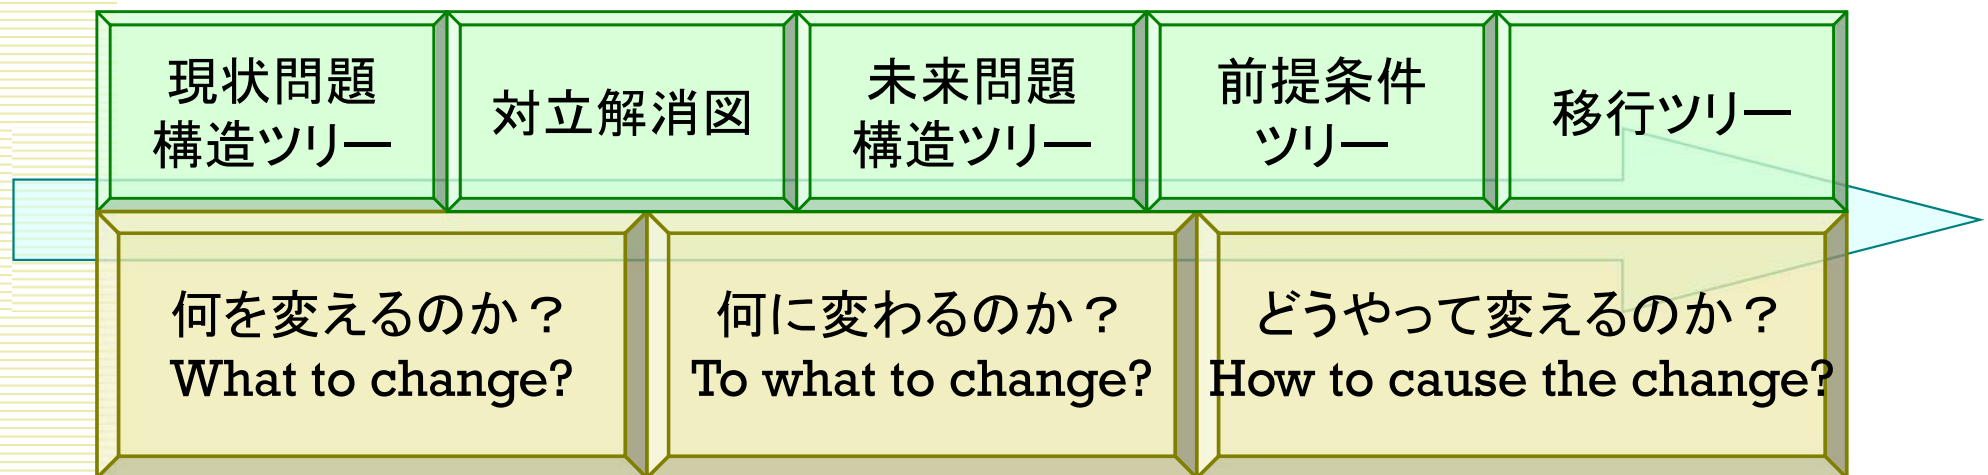 現状問題
構造ツリー
対立解消図
未来問題
構造ツリー
前提条件
ツリー
移行ツリー
何を変えるのか？
What to change?
何に変わるのか？
To what to change?
どうやって変えるのか？
How to cause the change?